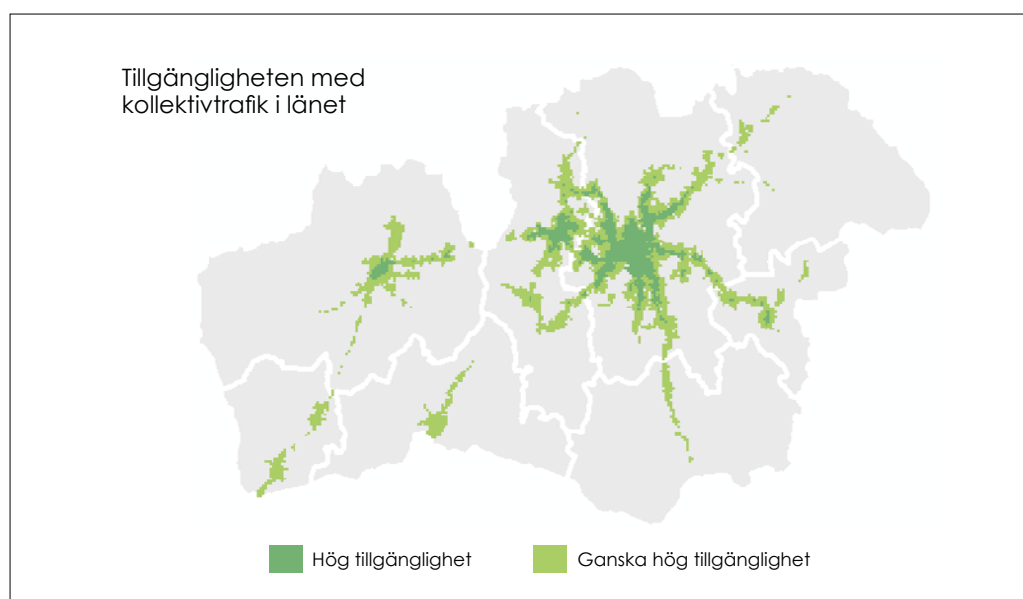 Tillgängligheten med
kollektivtrafik i länet
Hög tillgänglighet
Ganska hög tillgänglighet